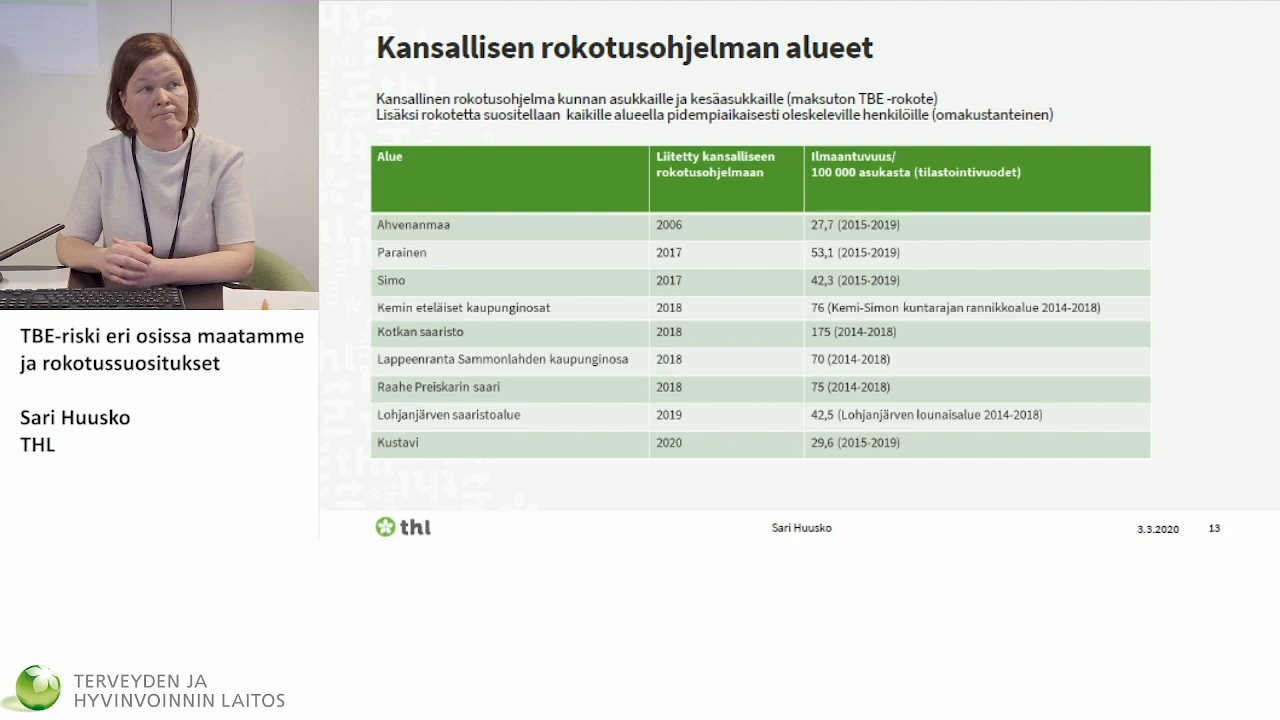 Kansallisen rokotusohjelman alueet
Kansallinen rokotusohjelma kunnan asukkaille ja kesäasukkaille (maksuton TBE -rokote)
Lisäksi rokotetta suositellaan kaikille alueella pidempiaikaisesti oleskeleville henkilöille (omakustanteinen)
Alue
Liitetty kansalliseen
rokotusohjelmaan
Ilmaantuvuus/
100 000 asukasta (tilastointivuodet)
Ahvenanmaa 2006 27,7 (2015-2019)
Parainen 2017 53,1 (2015-2019)
Simo 2017 42,3 (2015-2019)
Kemin eteläiset kaupunginosat 2018 76 (Kemi-Simon kuntarajan rannikkoalue 2014-2018)
Kotkan saaristo 2018 175 (2014-2018)
Lappeenranta Sammonlahden kaupunginosa 2018 70 (2014-2018)
Raahe Preiskarin saari 2018 75 (2014-2018)
Lohjanjärven saaristoalue 2019 42,5 (Lohjanjärven lounaisalue 2014-2018)
Kustavi 2020 29,6 (2015-2019)
thl
Sari Huusko
3.3.2020
13
TBE-riski eri osissa maatamme
ja rokotussuositukset
Sari Huusko
THL
TERVEYDEN JA
HYVINVOINNIN LAITOS